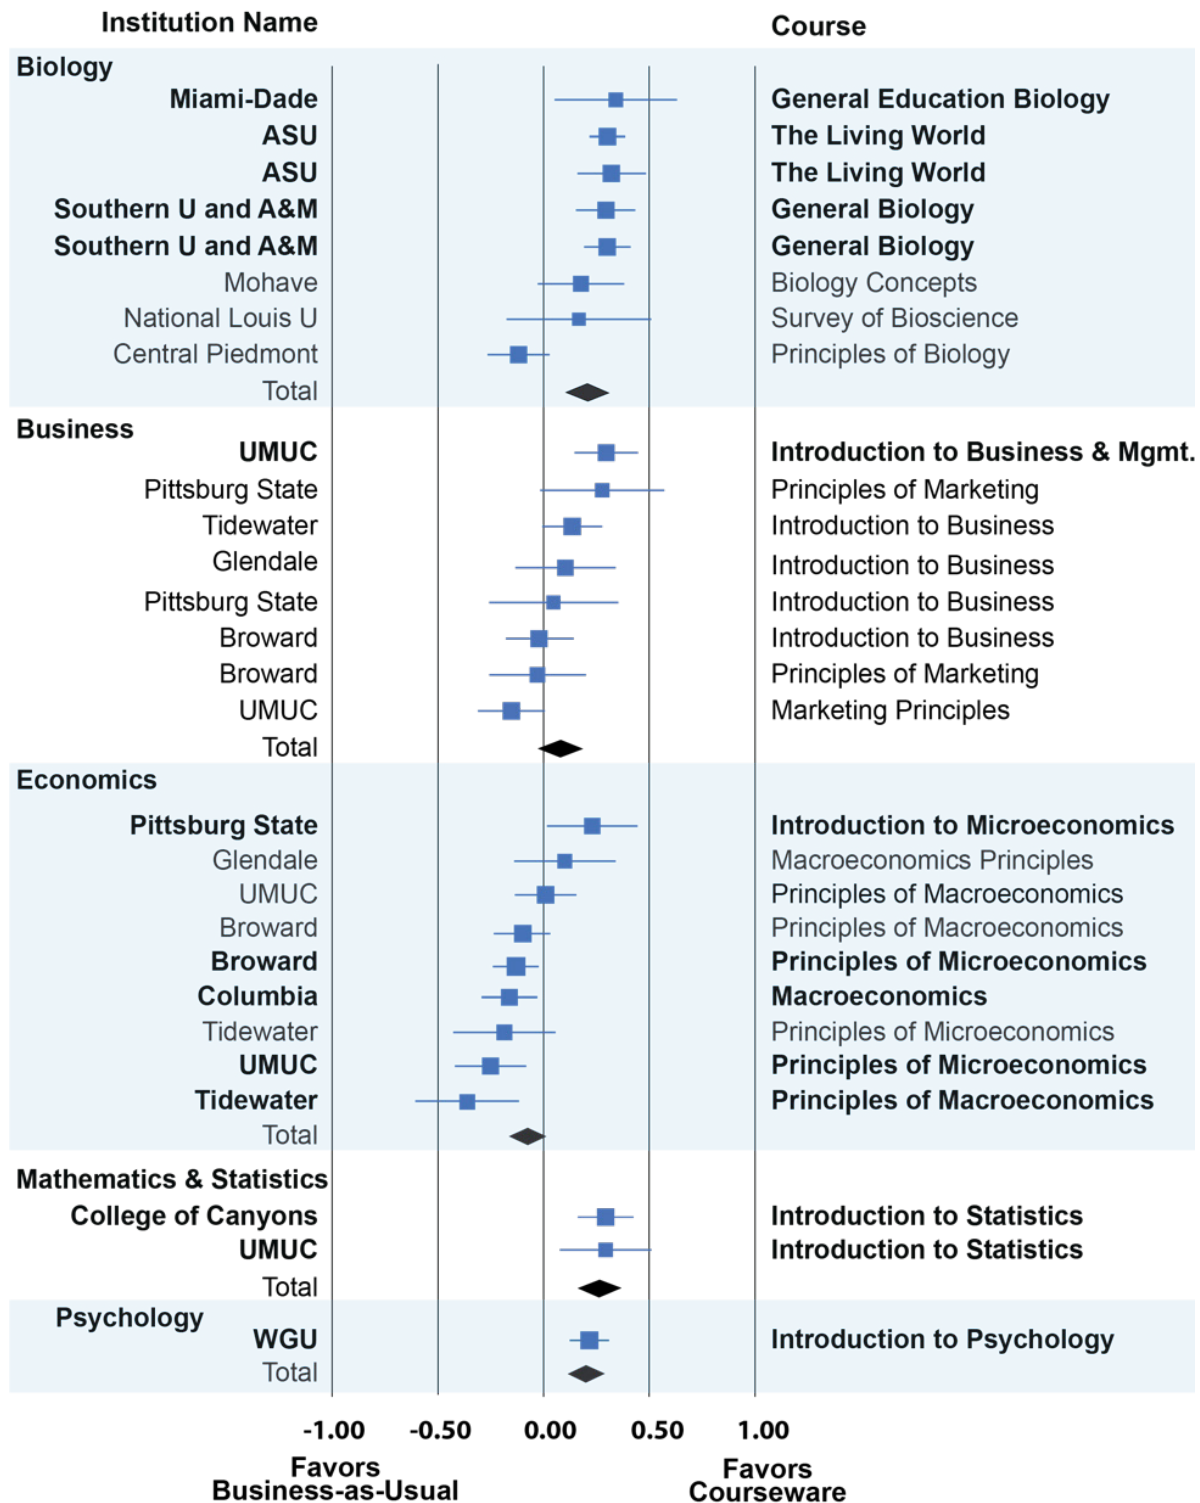 Institution Name Course
Biology
Miami-Dade General Education Biology
ASU The Living World
ASU The Living World
Southern U and A&M General Biology
Southern U and A&M General Biology
Mohave Biology Concepts
National Louis U Survey of Bioscience
Central Piedmont Principles of Biology
Total
Business
UMUC Introduction to Business & Mgmt.
Pittsburg State Principles of Marketing
Tidewater Introduction to Business
Glendale Introduction to Business
Pittsburg State Introduction to Business
Broward Introduction to Business
Broward Principles of Marketing
UMUC Marketing Principles
Total
Economics
Pittsburg State Introduction to Microeconomics
Glendale Macroeconomics Principles
UMUC Principles of Macroeconomics
Broward Principles of Macroeconomics
Broward Principles of Microeconomics
Columbia Macroeconomics
Tidewater Principles of Microeconomics
UMUC Principles of Microeconomics
Tidewater Principles of Macroeconomics
Total
Mathematics & Statistics
College of Canyons Introduction to Statistics
UMUC Introduction to Statistics
Total
Psychology
WGU Introduction to Psychology
Total
-1.00 -0.50 0.00 0.50 1.00
Favors Favors
Business-as-Usual Courseware